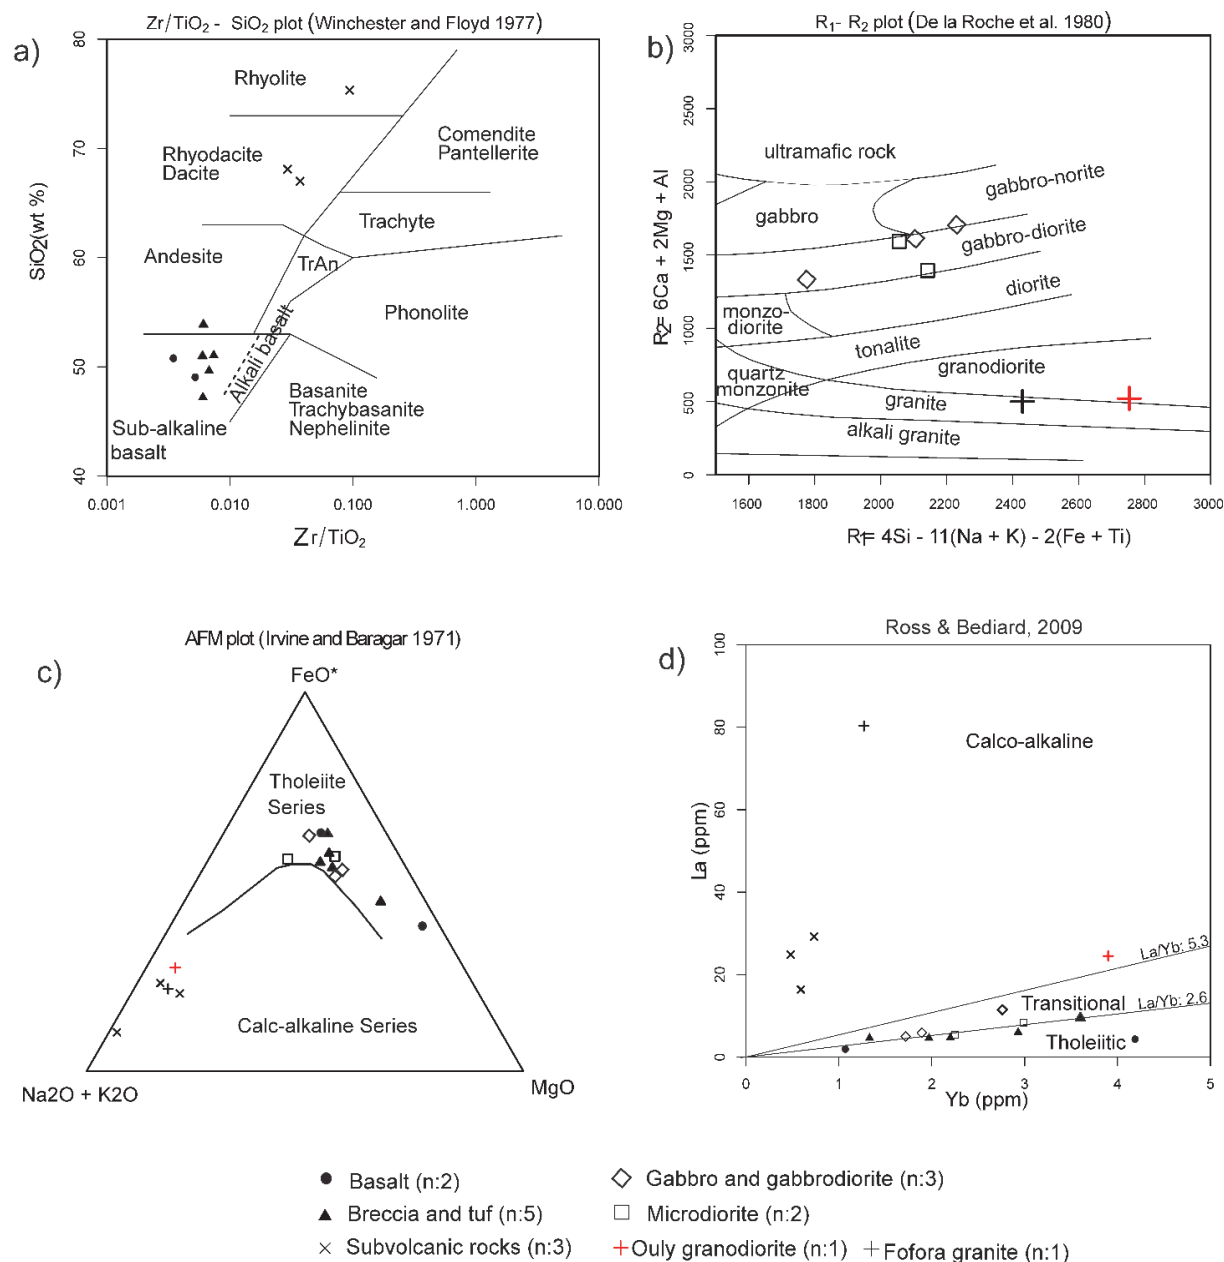 a)
Zr/TiO₂ - SiO₂ plot (Winchester and Floyd 1977)
80
70
60
50
40
SiO₂(wt %)
Rhyolite
Comendite
Pantellerite
Rhyodacite
Dacite
Trachyte
Andesite
TrAn
Phonolite
Alkali basalt
Basanite
Trachybasanite
Nephelinite
Sub-alkaline
basalt
0.001
0.010
0.100
1.000
10.000
Zr/TiO₂
b)
R₁- R₂ plot (De la Roche et al. 1980)
3000
2500
2000
1500
1000
500
0
R₂= 6Ca + 2Mg + Al
ultramafic rock
gabbro-norite
gabbro
gabbro-diorite
diorite
monzo-
diorite
tonalite
granodiorite
quartz
monzonite
granite
alkali granite
1600
1800
2000
2200
2400
2600
2800
3000
R₁= 4Si - 11(Na + K) - 2(Fe + Ti)
c)
AFM plot (Irvine and Baragar 1971)
FeO*
Tholeiite
Series
Calc-alkaline Series
Na2O + K2O
MgO
d)
Ross & Bediard, 2009
100
80
60
40
20
0
La (ppm)
Calco-alkaline
La/Yb: 5.3
Transitional
La/Yb: 2.6
Tholeiitic
0
1
2
3
4
5
Yb (ppm)
Basalt (n:2)
Gabbro and gabbrodiorite (n:3)
Breccia and tuf (n:5)
Microdiorite (n:2)
Subvolcanic rocks (n:3)
Ouly granodiorite (n:1)
Fofora granite (n:1)